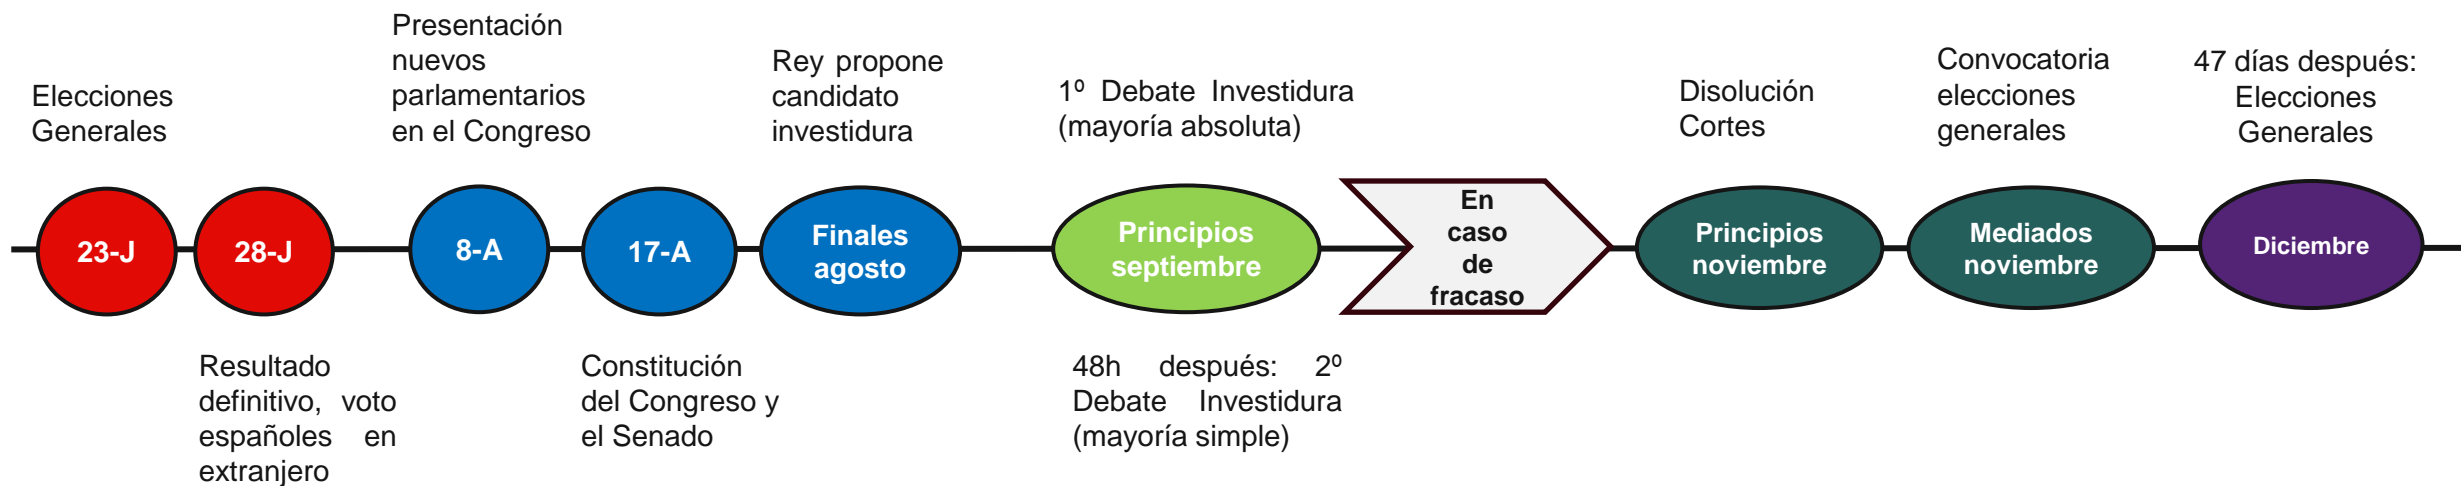 Elecciones
Generales
23-J
28-J
Resultado
definitivo, voto
españoles en
extranjero
Presentación
nuevos
parlamentarios
en el Congreso
8-A
17-A
Constitución
del Congreso y
el Senado
Rey propone
candidato
investidura
Finales
agosto
1º Debate Investidura
(mayoría absoluta)
Principios
septiembre
48h después: 2º
Debate Investidura
(mayoría simple)
En
caso
de
fracaso
Disolución
Cortes
Principios
noviembre
Convocatoria
elecciones
generales
Mediados
noviembre
47 días después:
Elecciones
Generales
Diciembre